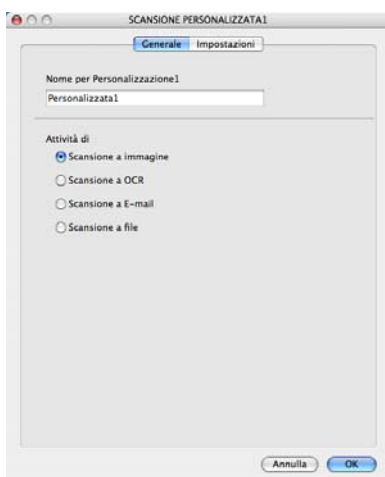 SCANSIONE PERSONALIZZATA1
Generale Impostazioni
Nome per Personalizzazione1
Personalizzata1
Attività di
Scansione a immagine
Scansione a OCR
Scansione a E-mail
Scansione a file
Annulla OK